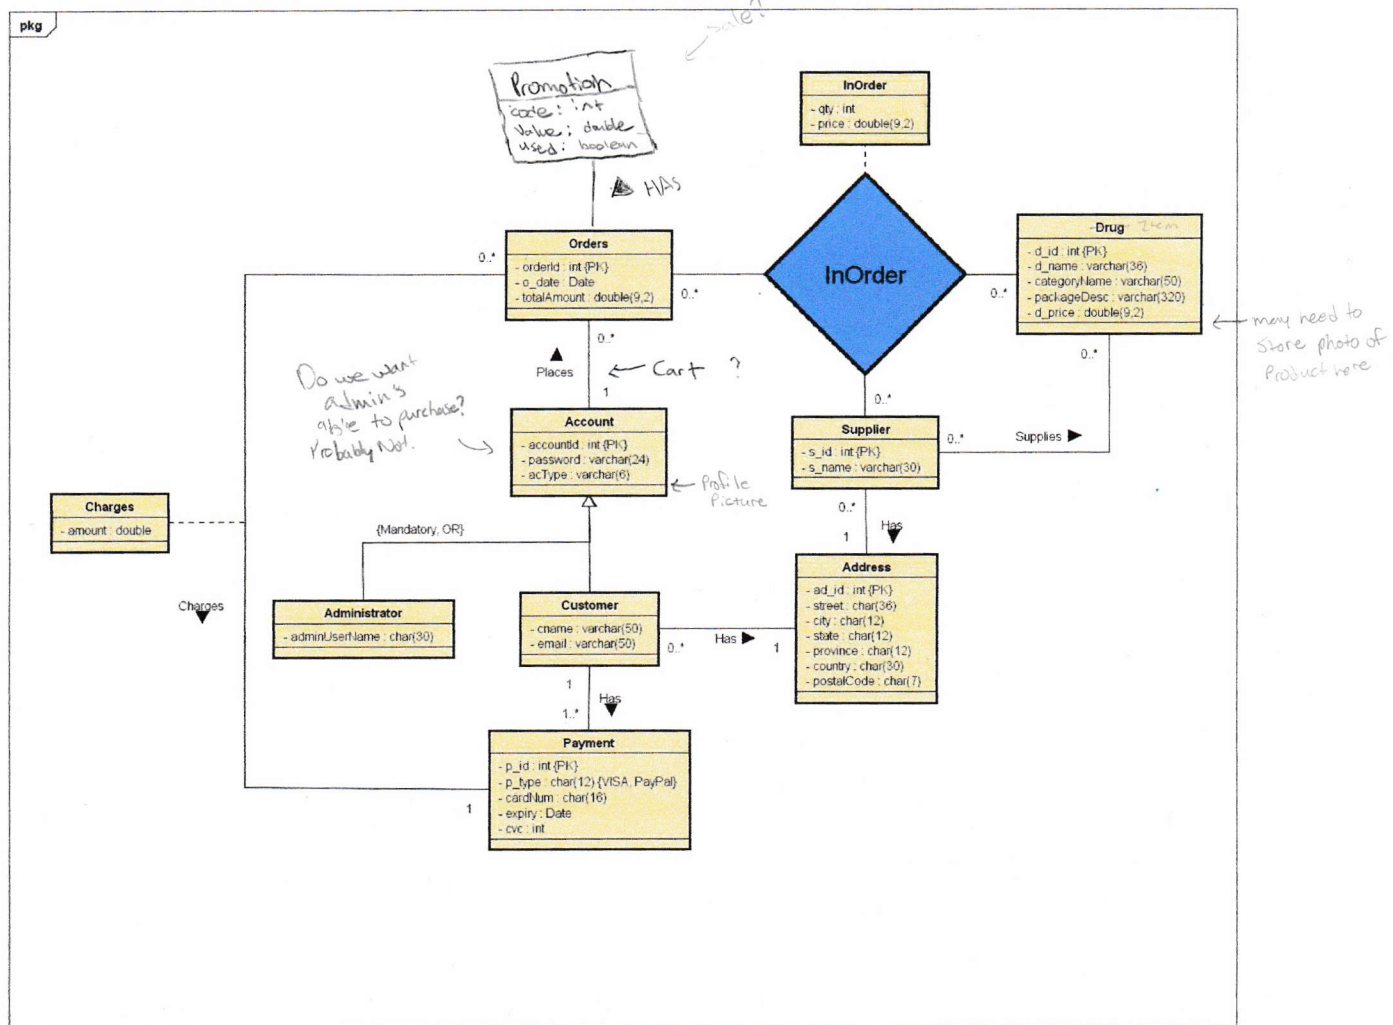 pkg
sale?
Promotion
code: int
value: double
used: boolean
HAS
InOrder
- qty : int
- price : double(9,2)
Orders
- orderId : int {PK}
- o_date : Date
- totalAmount : double(9,2)
0..*
0..*
0..*
InOrder
0..*
0..*
Drug
Item
- d_id : int {PK}
- d_name : varchar(36)
- categoryName : varchar(50)
- packageDesc : varchar(320)
- d_price : double(9,2)
0..*
may need to
store photo of
Product here
Places
1
Cart ?
Do we want
admin's
able to purchase?
Probably Not.
Account
- accountId : int {PK}
- password : varchar(24)
- acType : varchar(6)
Profile
Picture
Supplier
- s_id : int {PK}
- s_name : varchar(30)
0..*
Supplies
0..*
Has
1
Charges
- amount : double
{Mandatory, OR}
Charges
Administrator
- adminUserName : char(30)
Customer
- cname : varchar(50)
- email : varchar(50)
0..*
Has
1
Address
- ad_id : int {PK}
- street : char(36)
- city : char(12)
- state : char(12)
- province : char(12)
- country : char(30)
- postalCode : char(7)
1
Has
1..*
Payment
- p_id : int {PK}
- p_type : char(12) {VISA, PayPal}
- cardNum : char(16)
- expiry : Date
- cvc : int
1